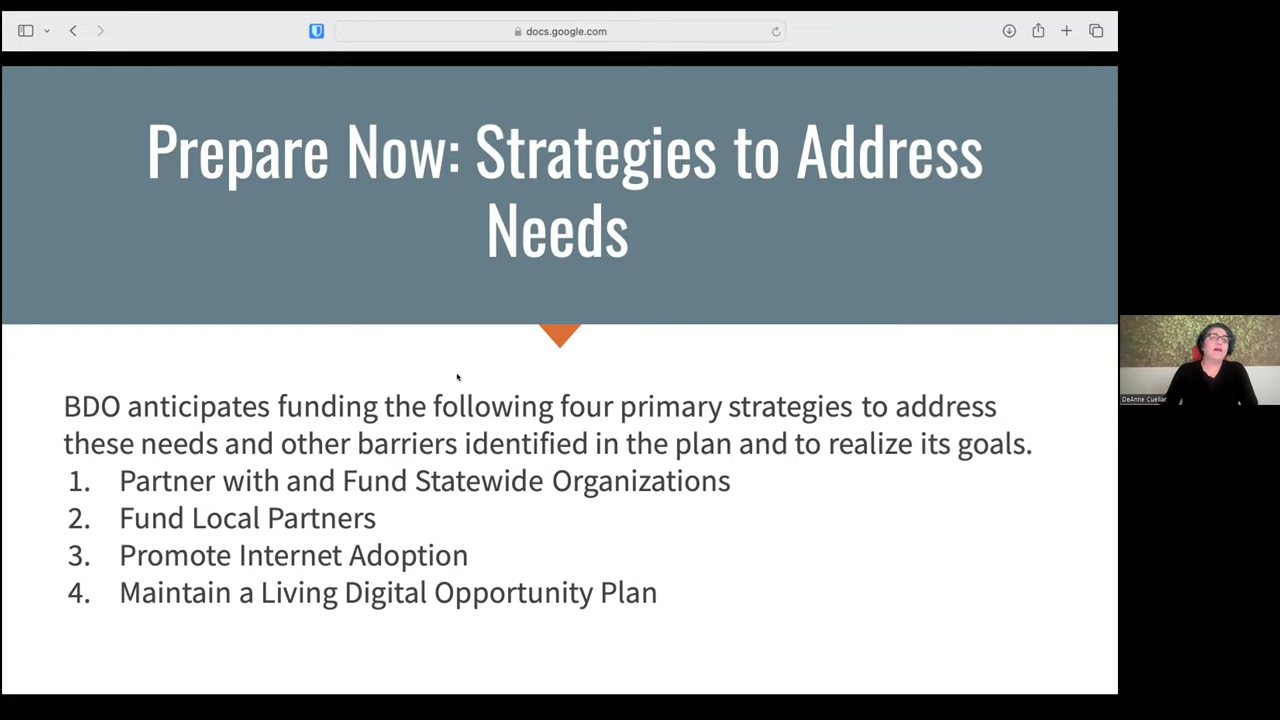 docs.google.com
Prepare Now: Strategies to Address
Needs
BDO anticipates funding the following four primary strategies to address
these needs and other barriers identified in the plan and to realize its goals.
1. Partner with and Fund Statewide Organizations
2. Fund Local Partners
3. Promote Internet Adoption
4. Maintain a Living Digital Opportunity Plan
DeAnne Cuellar